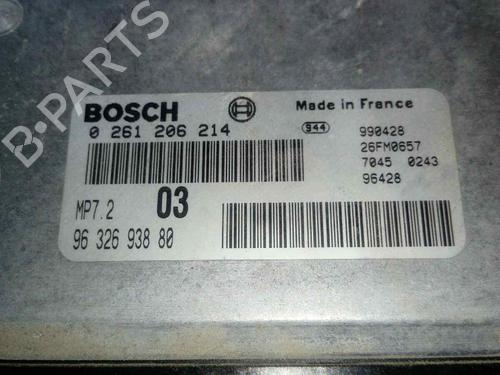 B-PARTS
BOSCH
Made in France
0 261 206 214
944
990428
26FM0657
7045 0243
96428
MP7.2 03
96 326 938 80